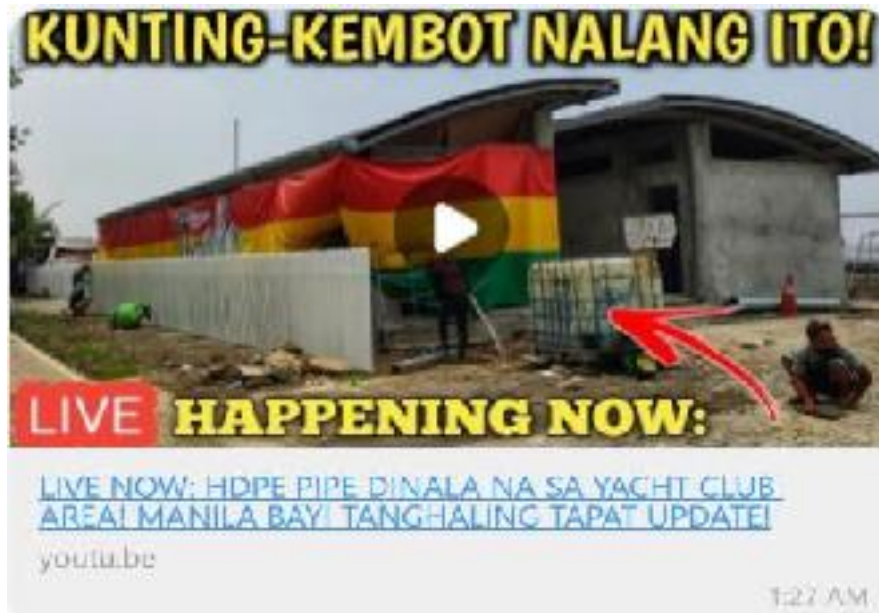 KUNTING-KEMBOT NALANG ITO!
LIVE HAPPENING NOW:
LIVE NOW: HDPE PIPE DINALA NA SA YACHT CLUB
AREA! MANILA BAY! TANGHALING TAPAT UPDATE!
youtu.be
1:27 AM